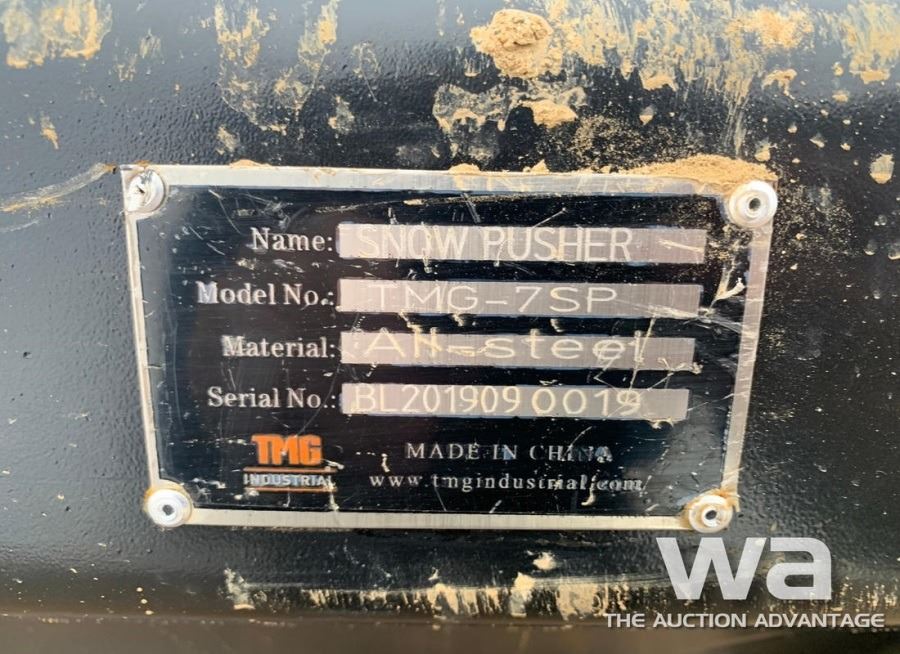 Name: SNOW PUSHER
Model No.: TMG-7SP
Material: All-steel
Serial No.: BL201909 0019
TMG
INDUSTRIAL
MADE IN CHINA
www.tmgindustrial.com
wa
THE AUCTION ADVANTAGE